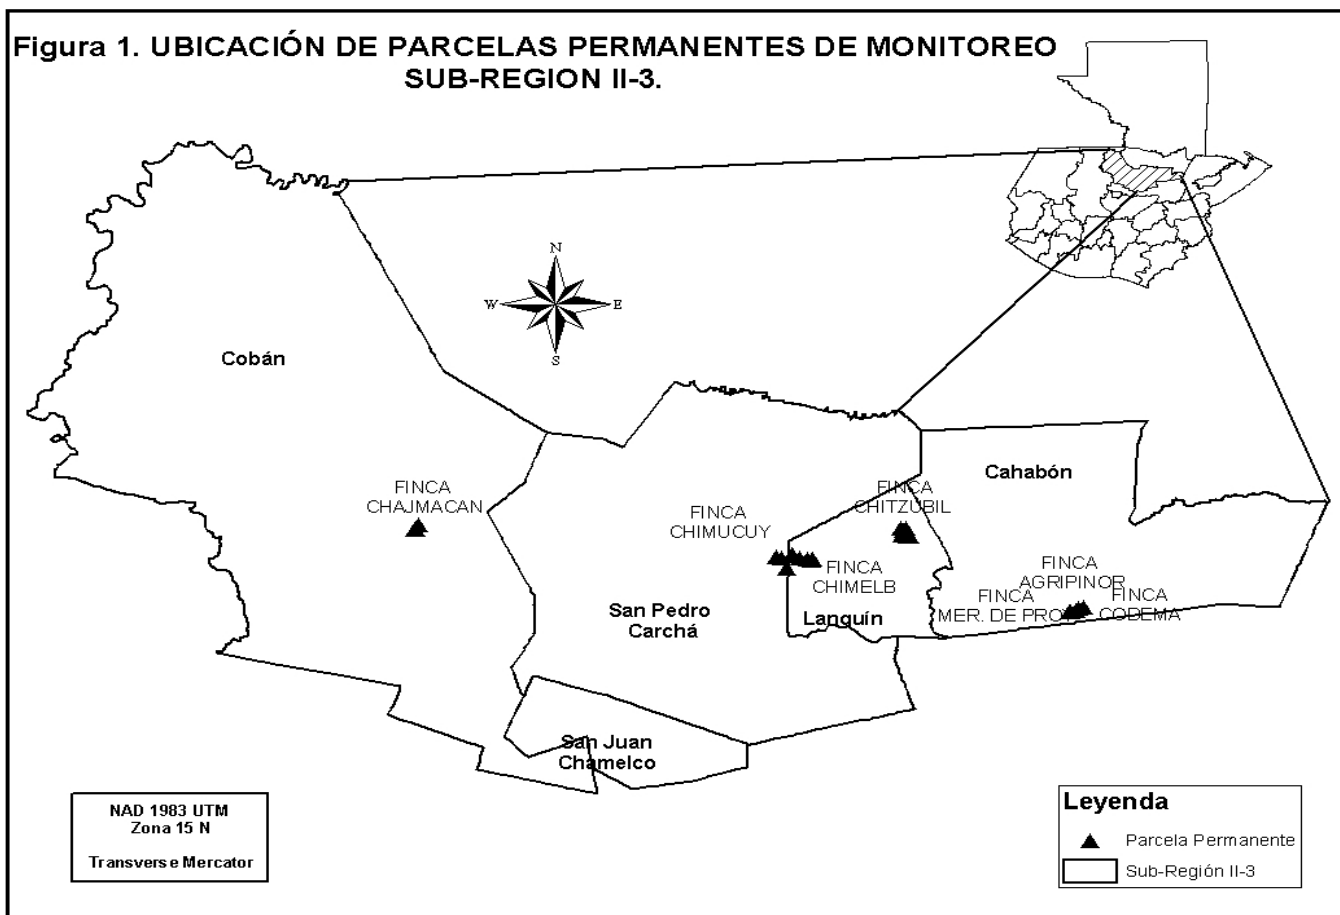 Figura 1. UBICACIÓN DE PARCELAS PERMANENTES DE MONITOREO
SUB-REGION II-3.
N
W
E
S
Cobán
Cahabón
FINCA
CHAJMACAN
FINCA
CHITZUBIL
FINCA
CHIMUCUY
FINCA
CHIMELB
FINCA
AGRIPINOR
FINCA
MER. DE PRO
FINCA
CODEMA
San Pedro
Carchá
Lanquín
San Juan
Chamelco
NAD 1983 UTM
Zona 15 N
Transverse Mercator
Leyenda
Parcela Permanente
Sub-Región II-3